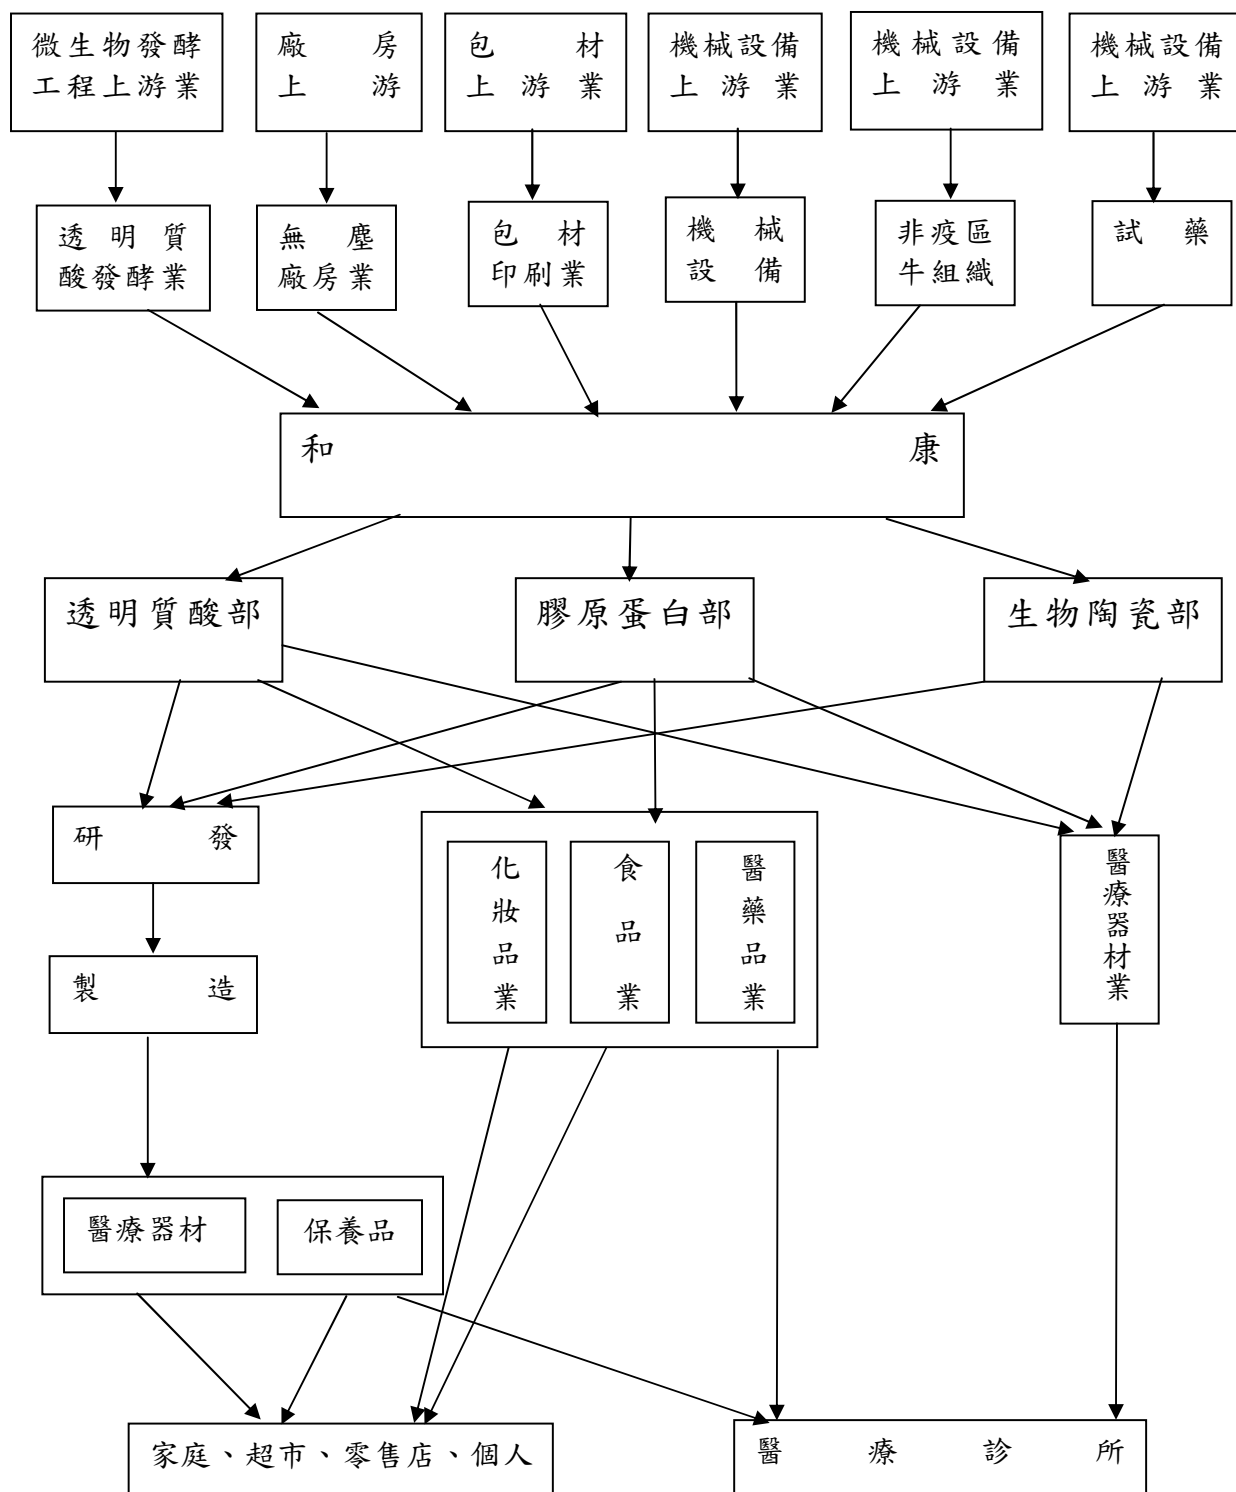 微生物發酵
工程上游業
廠房
上游
包材
上游業
機械設備
上游業
機械設備
上游業
機械設備
上游業
透明質
酸發酵業
無塵
廠房業
包材
印刷業
機械
設備
非疫區
牛組織
試藥
和康
透明質酸部
膠原蛋白部
生物陶瓷部
研發
化妝品業
食品業
醫藥品業
醫療器材業
製造
醫療器材
保養品
家庭、超市、零售店、個人
醫療診所